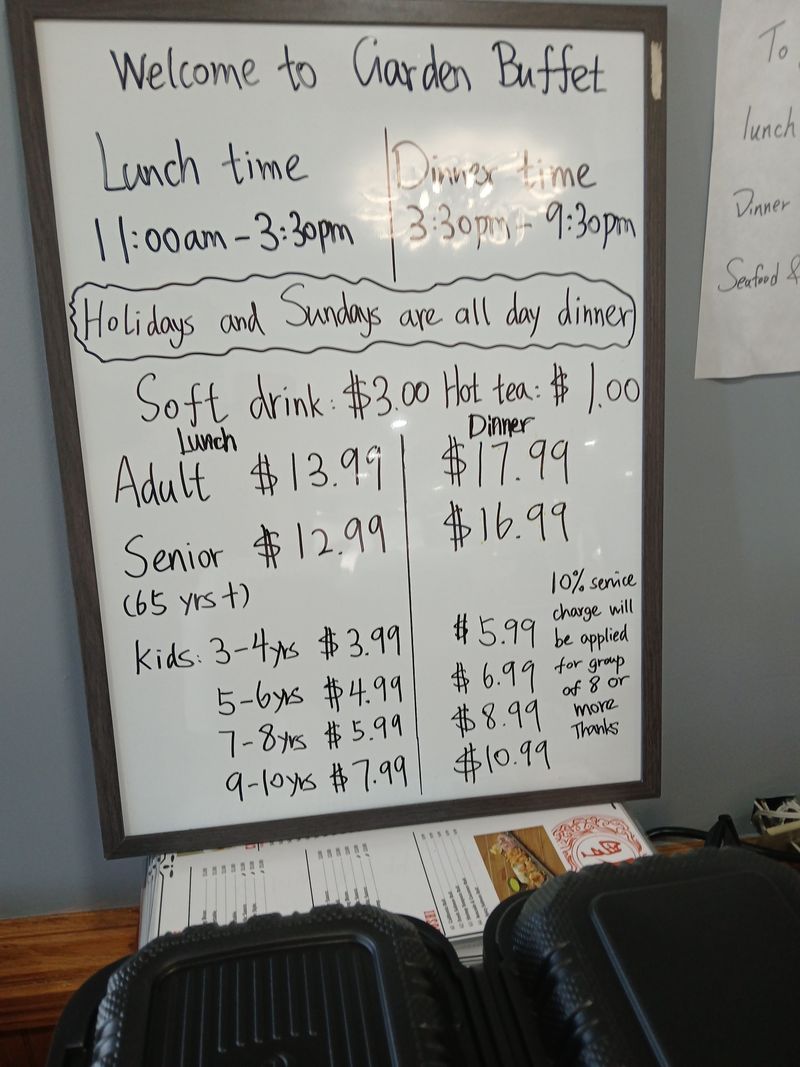 Welcome to Garden Buffet
Lunch time
11:00am - 3:30pm
Dinner time
3:30pm - 9:30pm
Holidays and Sundays are all day dinner
Soft drink: $3.00 Hot tea: $ 1.00
Lunch Dinner
Adult $13.99 $17.99
Senior $12.99 $16.99
(65 yrs+)
Kids: 3-4yrs $3.99 $5.99
5-6yrs $4.99 $6.99
7-8yrs $5.99 $8.99
9-10yrs $7.99 $10.99
10% service
charge will
be applied
for group
of 8 or
more
Thanks
To
lunch
Dinner
Seafood &